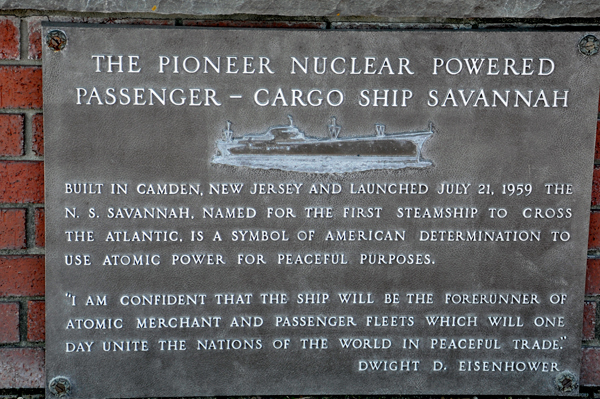 THE PIONEER NUCLEAR POWERED
PASSENGER – CARGO SHIP SAVANNAH
BUILT IN CAMDEN, NEW JERSEY AND LAUNCHED JULY 21, 1959 THE
N. S. SAVANNAH, NAMED FOR THE FIRST STEAMSHIP TO CROSS
THE ATLANTIC, IS A SYMBOL OF AMERICAN DETERMINATION TO
USE ATOMIC POWER FOR PEACEFUL PURPOSES.
"I AM CONFIDENT THAT THE SHIP WILL BE THE FORERUNNER OF
ATOMIC MERCHANT AND PASSENGER FLEETS WHICH WILL ONE
DAY UNITE THE NATIONS OF THE WORLD IN PEACEFUL TRADE."
DWIGHT D. EISENHOWER